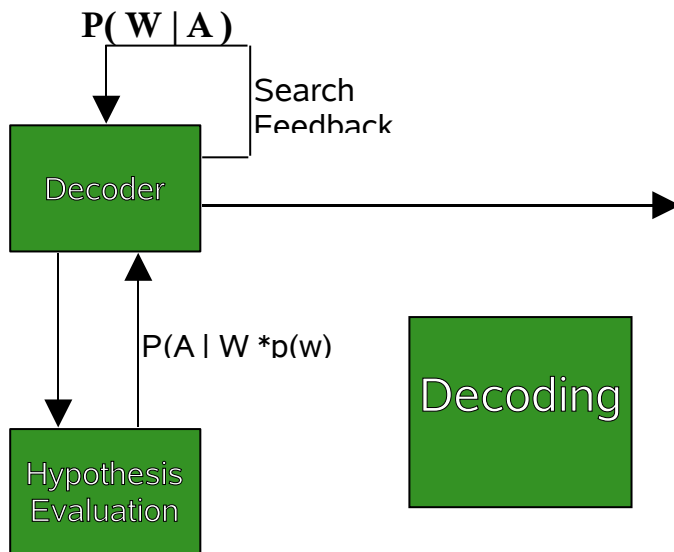 P( W | A )
Search
Feedback
Decoder
P(A | W *p(w)
Decoding
Hypothesis
Evaluation